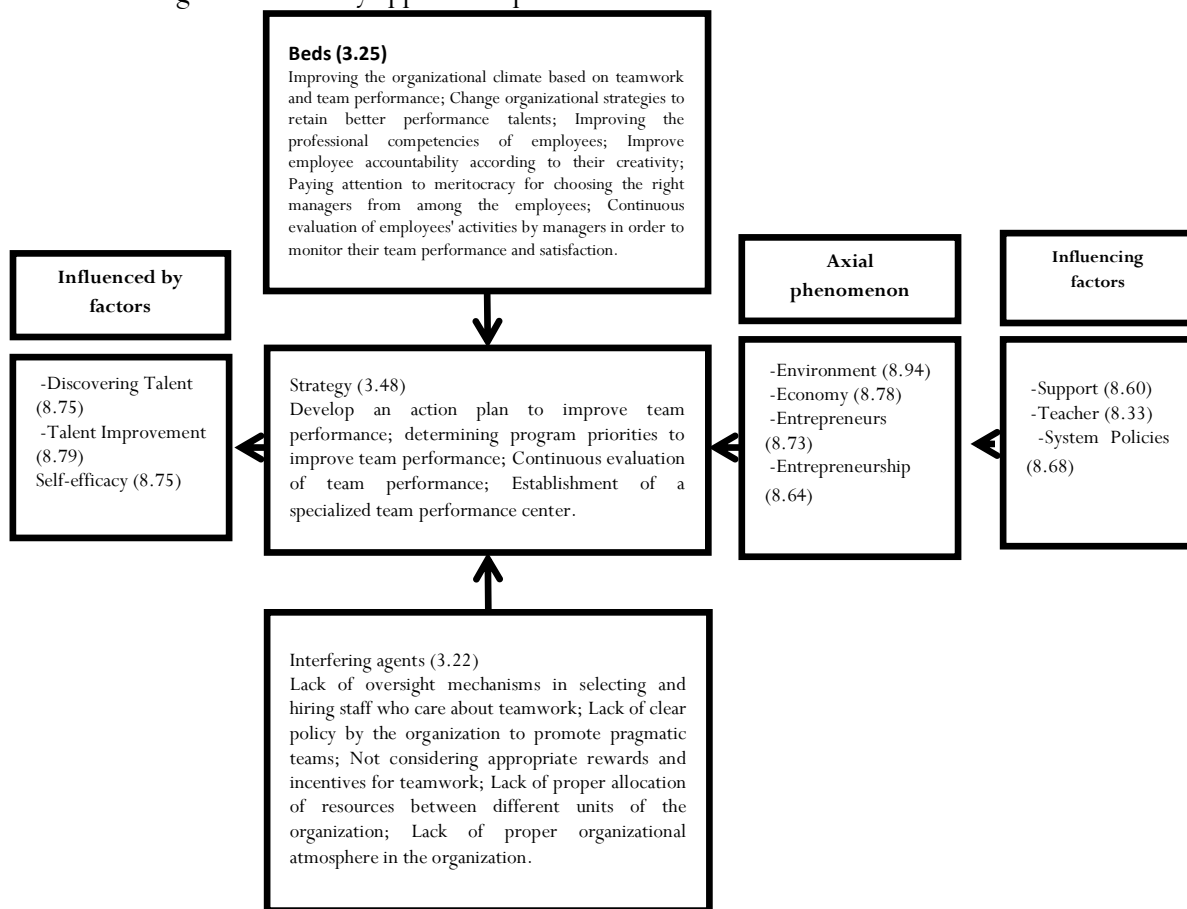 Beds (3.25)
Improving the organizational climate based on teamwork
and team performance; Change organizational strategies to
retain better performance talents; Improving the
professional competencies of employees; Improve
employee accountability according to their creativity;
Paying attention to meritocracy for choosing the right
managers from among the employees; Continuous
evaluation of employees' activities by managers in order to
monitor their team performance and satisfaction.
Influenced by
factors
-Discovering Talent
(8.75)
-Talent Improvement
(8.79)
Self-efficacy (8.75)
Strategy (3.48)
Develop an action plan to improve team
performance; determining program priorities to
improve team performance; Continuous evaluation
of team performance; Establishment of a
specialized team performance center.
Axial
phenomenon
-Environment (8.94)
-Economy (8.78)
-Entrepreneurs
(8.73)
-Entrepreneurship
(8.64)
Influencing
factors
-Support (8.60)
-Teacher (8.33)
-System Policies
(8.68)
Interfering agents (3.22)
Lack of oversight mechanisms in selecting and
hiring staff who care about teamwork; Lack of clear
policy by the organization to promote pragmatic
teams; Not considering appropriate rewards and
incentives for teamwork; Lack of proper allocation
of resources between different units of the
organization; Lack of proper organizational
atmosphere in the organization.